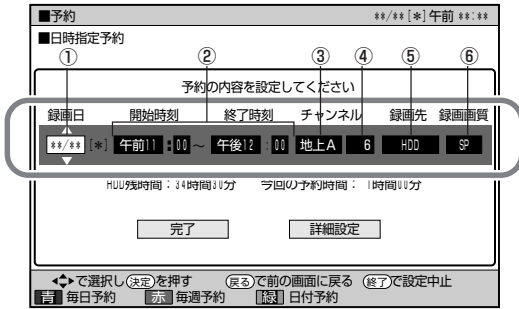 ■予約 **/**[*]午前 **:**
■日時指定予約
① ② ③ ④ ⑤ ⑥
予約の内容を設定してください
録画日 開始時刻 終了時刻 チャンネル 録画先 録画画質
**/** [*] 午前11:00 ～ 午後12:00 地上A 6 HDD SP
HDD残時間：34時間30分 今回の予約時間： 1時間00分
完了 詳細設定
で選択し 決定 を押す 戻る で前の画面に戻る 終了 で設定中止
青 毎日予約 赤 毎週予約 緑 日付予約